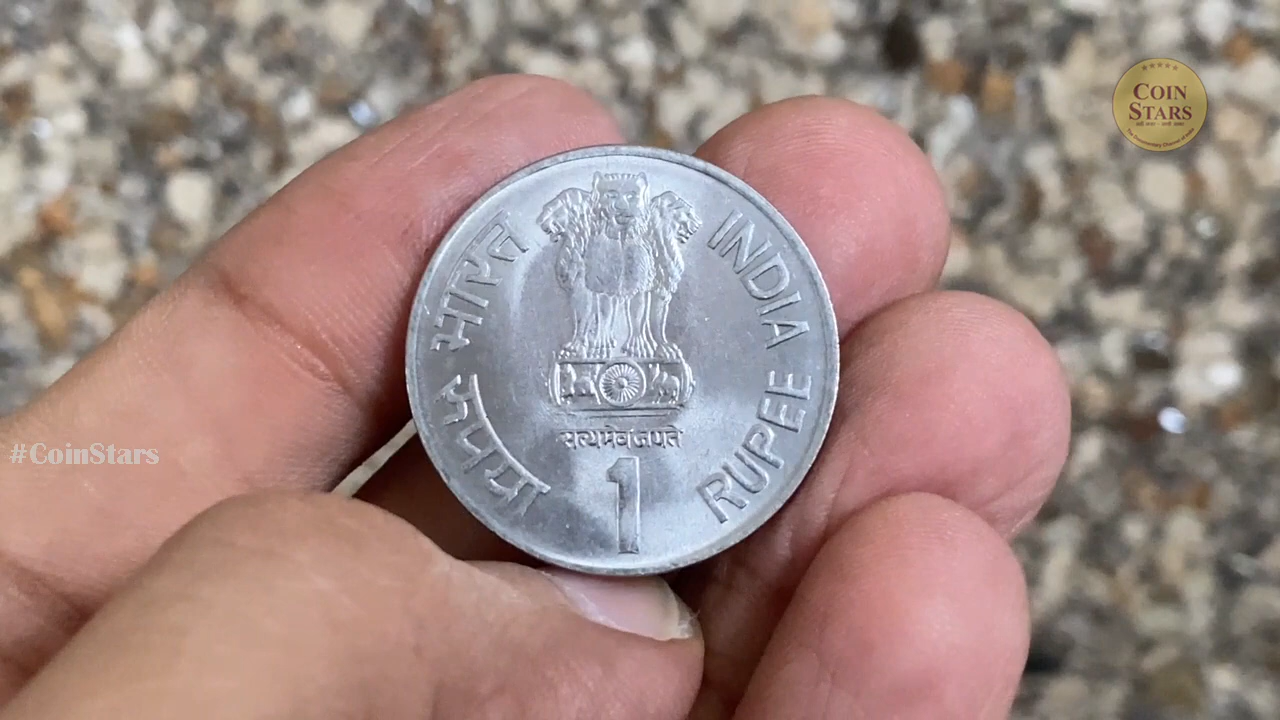 COIN
STARS
भारत
INDIA
रुपया
RUPEE
सत्यमेव जयते
1
#CoinStars